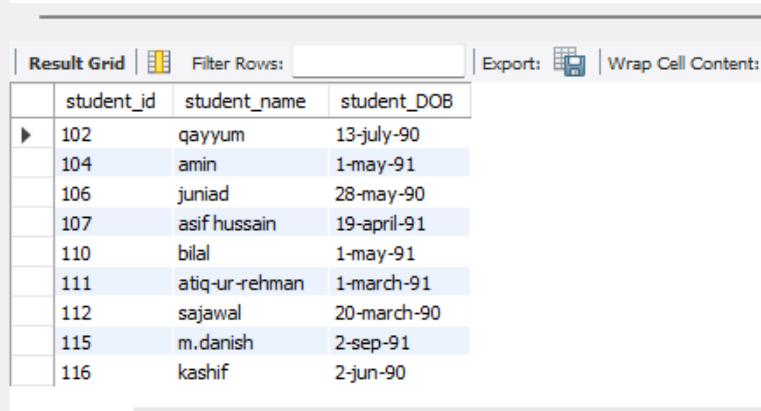 Result Grid Filter Rows: Export: Wrap Cell Content:
student_id student_name student_DOB
102 qayyum 13-july-90
104 amin 1-may-91
106 juniad 28-may-90
107 asif hussain 19-april-91
110 bilal 1-may-91
111 atiq-ur-rehman 1-march-91
112 sajawal 20-march-90
115 m.danish 2-sep-91
116 kashif 2-jun-90